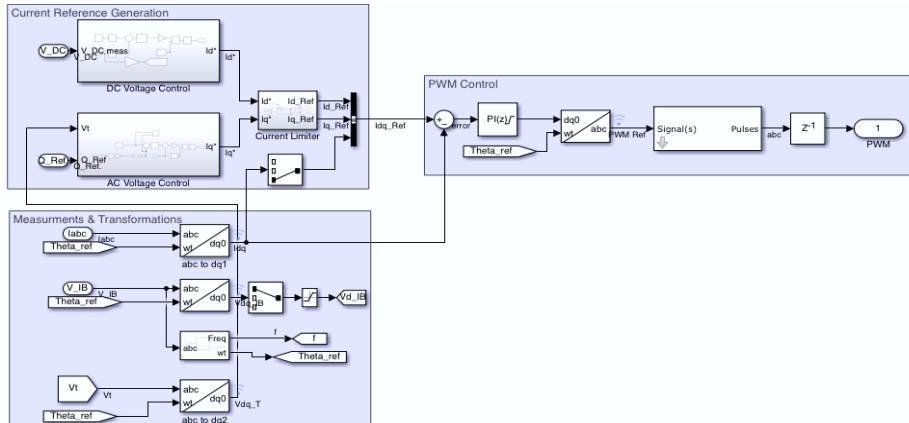 Current Reference Generation
V_DC
V_DC meas
V_DC
Id*
Id*
DC Voltage Control
Id*
Id_Ref
Id_Ref
Iq*
Iq_Ref
Iq_Ref
Current Limiter
Idq_Ref
Vt
Iq*
Iq*
Q_Ref
Q_Ref
Q_Ref.
AC Voltage Control
PWM Control
+
-
error
PI(z)
dq0
wt
abc
PWM Ref
Theta_ref
Signal(s)
Pulses
abc
Z-1
1
PWM
Measurments & Transformations
Iabc
Iabc
Theta_ref
abc
wt
dq0
Idq
abc to dq1
V_IB
V_IB
Theta_ref
abc
wt
dq0
Vdq_IB
Vd_IB
abc
Freq
wt
f
f
Theta_ref
Vt
Vt
Theta_ref
abc
wt
dq0
Vdq_T
abc to dq2